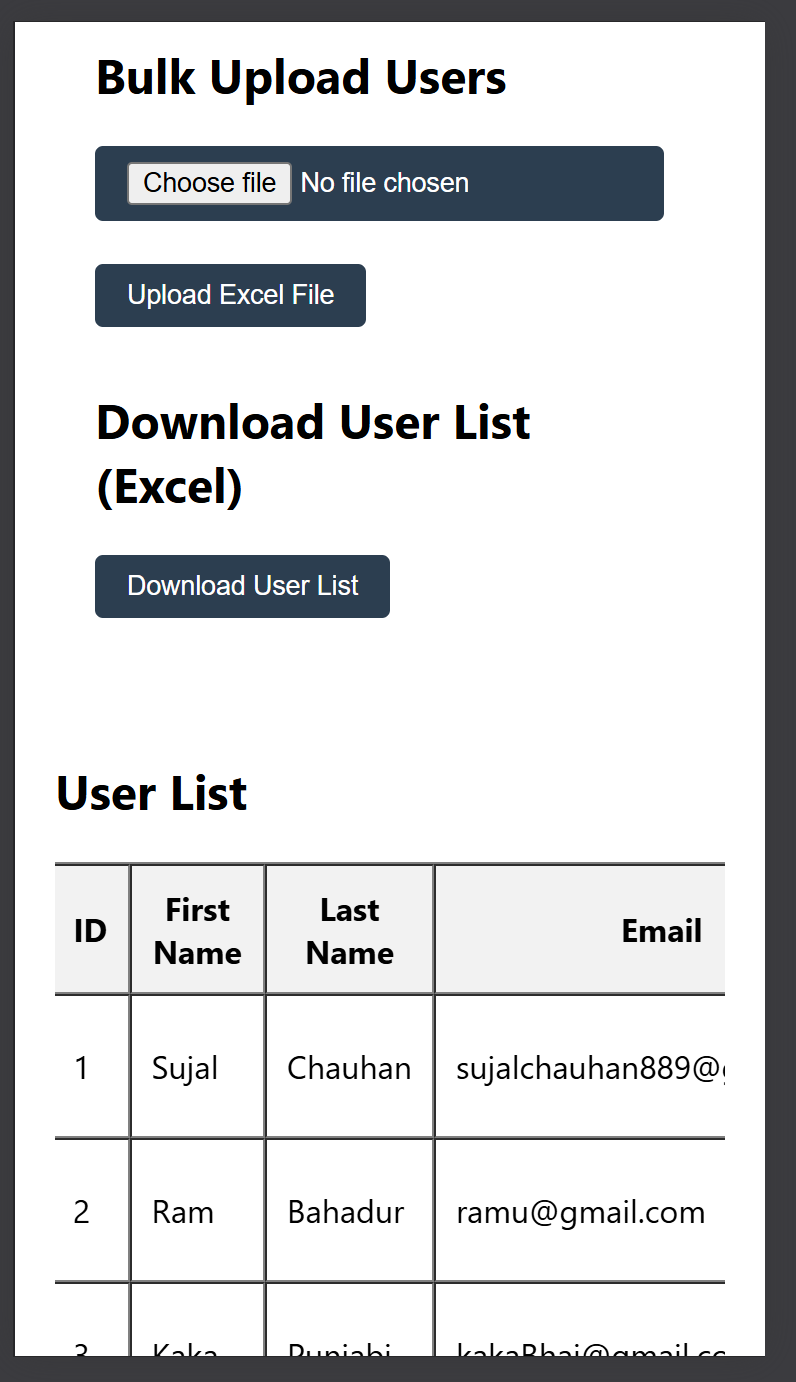 Bulk Upload Users
Choose file No file chosen
Upload Excel File
Download User List
(Excel)
Download User List
User List
ID First Name Last Name Email
1 Sujal Chauhan sujalchauhan889@
2 Ram Bahadur ramu@gmail.com
3 Kaka Punjabi kakaBhai@gmail.co